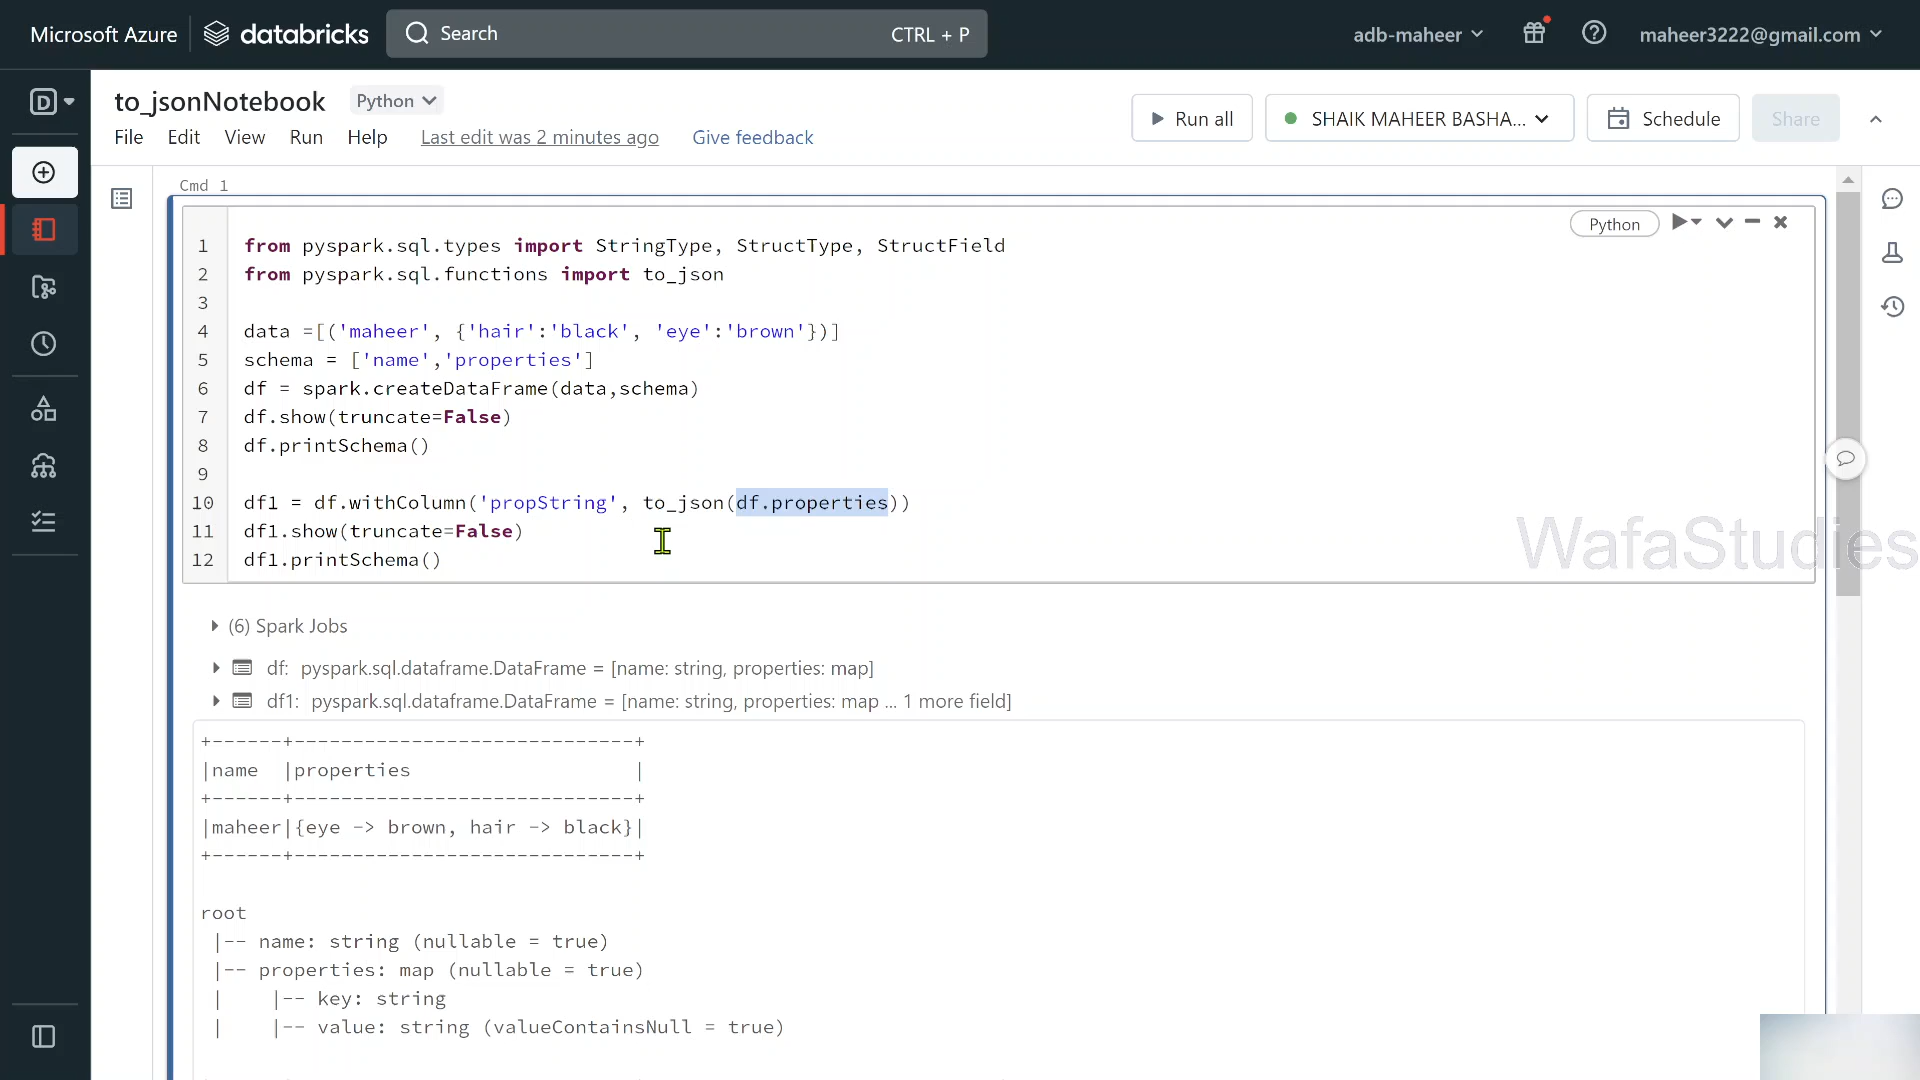 Microsoft Azure databricks Search CTRL + P adb-maheer maheer3222@gmail.com
D
to_jsonNotebook Python
File Edit View Run Help Last edit was 2 minutes ago Give feedback
Run all SHAIK MAHEER BASHA... Schedule Share
Cmd 1
Python
1 from pyspark.sql.types import StringType, StructType, StructField
2 from pyspark.sql.functions import to_json
3
4 data =[('maheer', {'hair':'black', 'eye':'brown'})]
5 schema = ['name','properties']
6 df = spark.createDataFrame(data,schema)
7 df.show(truncate=False)
8 df.printSchema()
9
10 df1 = df.withColumn('propString', to_json(df.properties))
11 df1.show(truncate=False)
12 df1.printSchema()
WafaStudies
(6) Spark Jobs
df: pyspark.sql.dataframe.DataFrame = [name: string, properties: map]
df1: pyspark.sql.dataframe.DataFrame = [name: string, properties: map ... 1 more field]
+------+-----------------------------+
|name  |properties                   |
+------+-----------------------------+
|maheer|{eye -> brown, hair -> black}|
+------+-----------------------------+
root
 |-- name: string (nullable = true)
 |-- properties: map (nullable = true)
 |    |-- key: string
 |    |-- value: string (valueContainsNull = true)